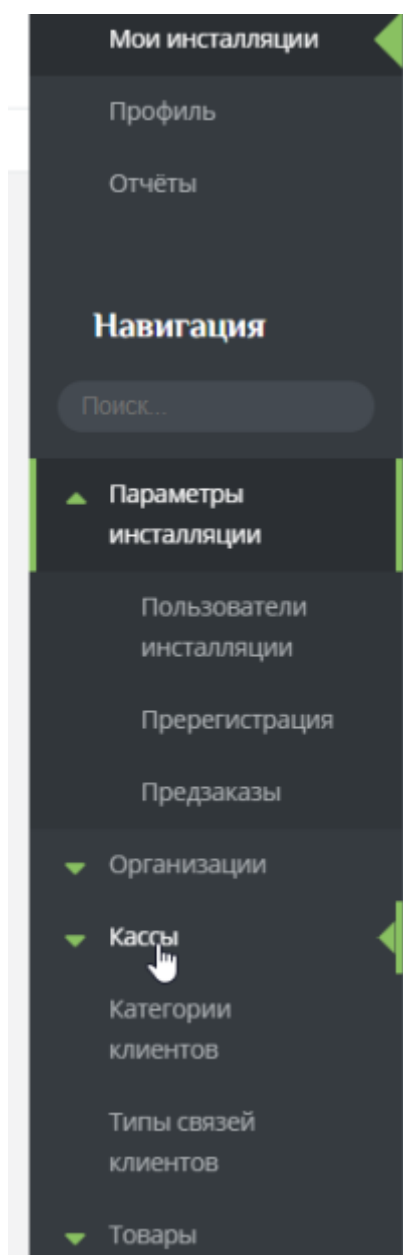 Мои инсталляции
Профиль
Отчёты
Навигация
Поиск...
Параметры
инсталляции
Пользователи
инсталляции
Пререгистрация
Предзаказы
Организации
Кассы
Категории
клиентов
Типы связей
клиентов
Товары